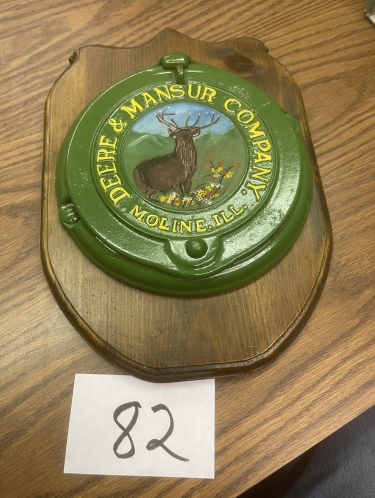 DEERE & MANSUR COMPANY.
MOLINE, ILL.
82